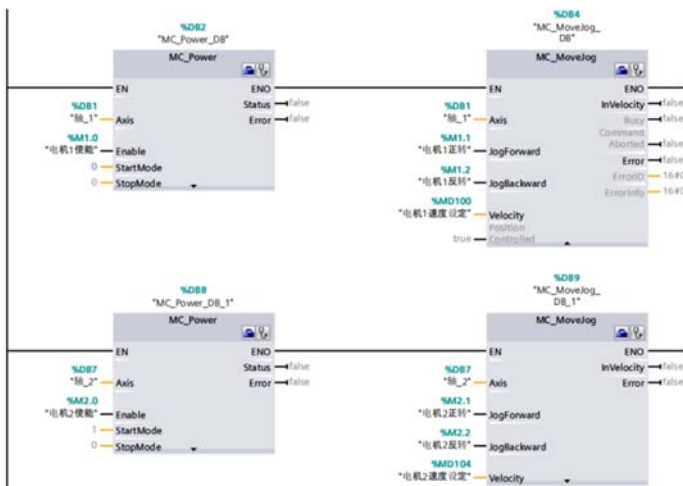 %DB2
"MC_Power_DB"
MC_Power
EN
ENO
Status
false
Error
false
%DB1
"轴_1"
Axis
%M1.0
"电机1使能"
Enable
0
StartMode
0
StopMode
%DB4
"MC_MoveJog_
DB"
MC_MoveJog
EN
ENO
InVelocity
false
Busy
false
Command
Aborted
false
Error
false
ErrorID
16#0
ErrorInfo
16#0
%DB1
"轴_1"
Axis
%M1.1
"电机1正转"
JogForward
%M1.2
"电机1反转"
JogBackward
%MD100
"电机1速度设定"
Velocity
Position
true
Controlled
%DB8
"MC_Power_DB_1"
MC_Power
EN
ENO
Status
false
Error
false
%DB7
"轴_2"
Axis
%M2.0
"电机2使能"
Enable
1
StartMode
0
StopMode
%DB9
"MC_MoveJog_
DB_1"
MC_MoveJog
EN
ENO
InVelocity
false
Error
false
%DB7
"轴_2"
Axis
%M2.1
"电机2正转"
JogForward
%M2.2
"电机2反转"
JogBackward
%MD104
"电机2速度设定"
Velocity